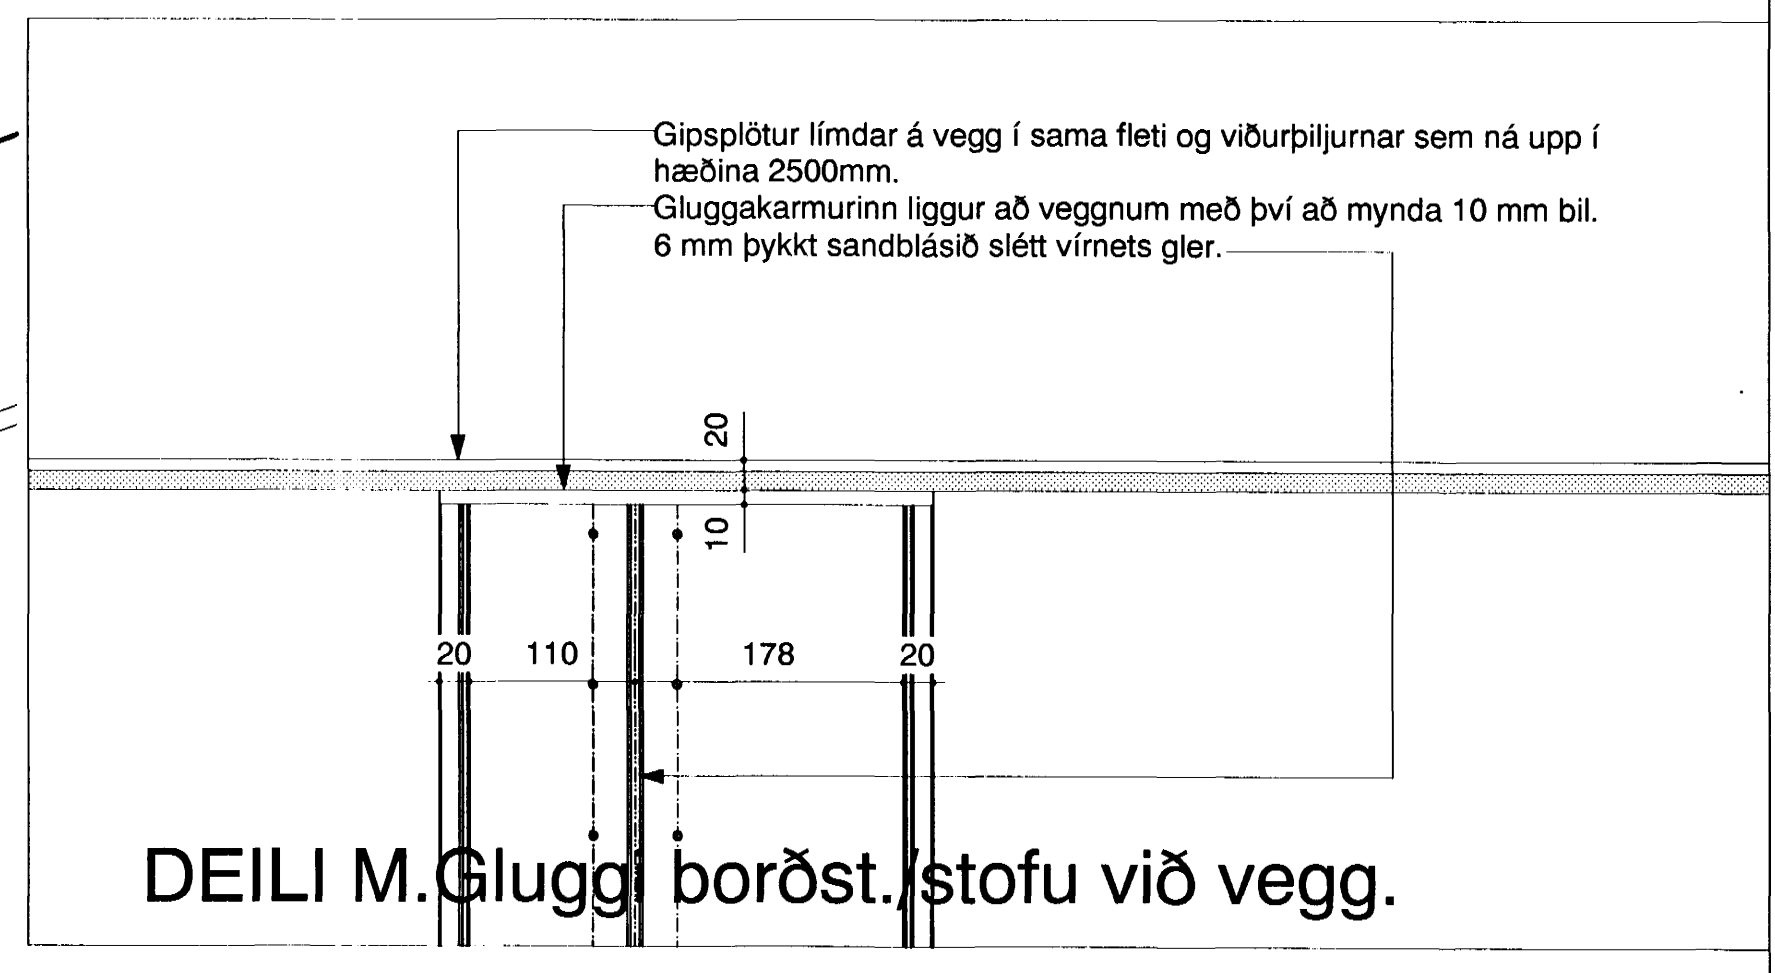 Gipsplötur límdar á vegg í sama fleti og viðurþiljurnar sem ná upp í
hæðina 2500mm.
Gluggakarmurinn liggur að veggnum með því að mynda 10 mm bil.
6 mm þykkt sandblásið slétt vírnets gler.
20
10
20 110 178 20
DEILI M.Gluggi borðst./stofu við vegg.